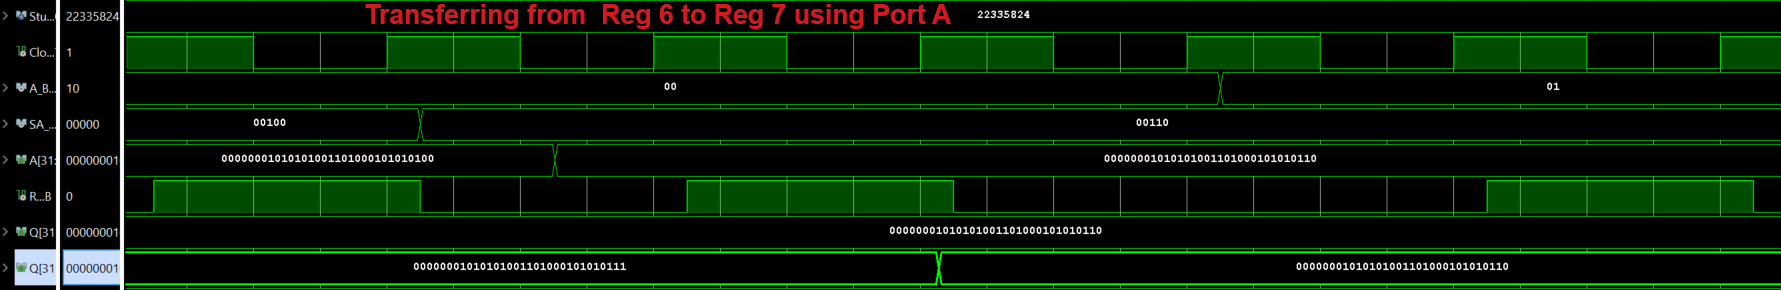 Transferring from Reg 6 to Reg 7 using Port A
Stu... 22335824 22335824
Clo... 1
A_B... 10 00 01
SA_... 00000 00100 00110
A[31: 00000001 00000001010101001101000101010100 00000001010101001101000101010110
R...B 0
Q[31 00000001 00000001010101001101000101010110
Q[31 00000001 00000001010101001101000101010111 00000001010101001101000101010110